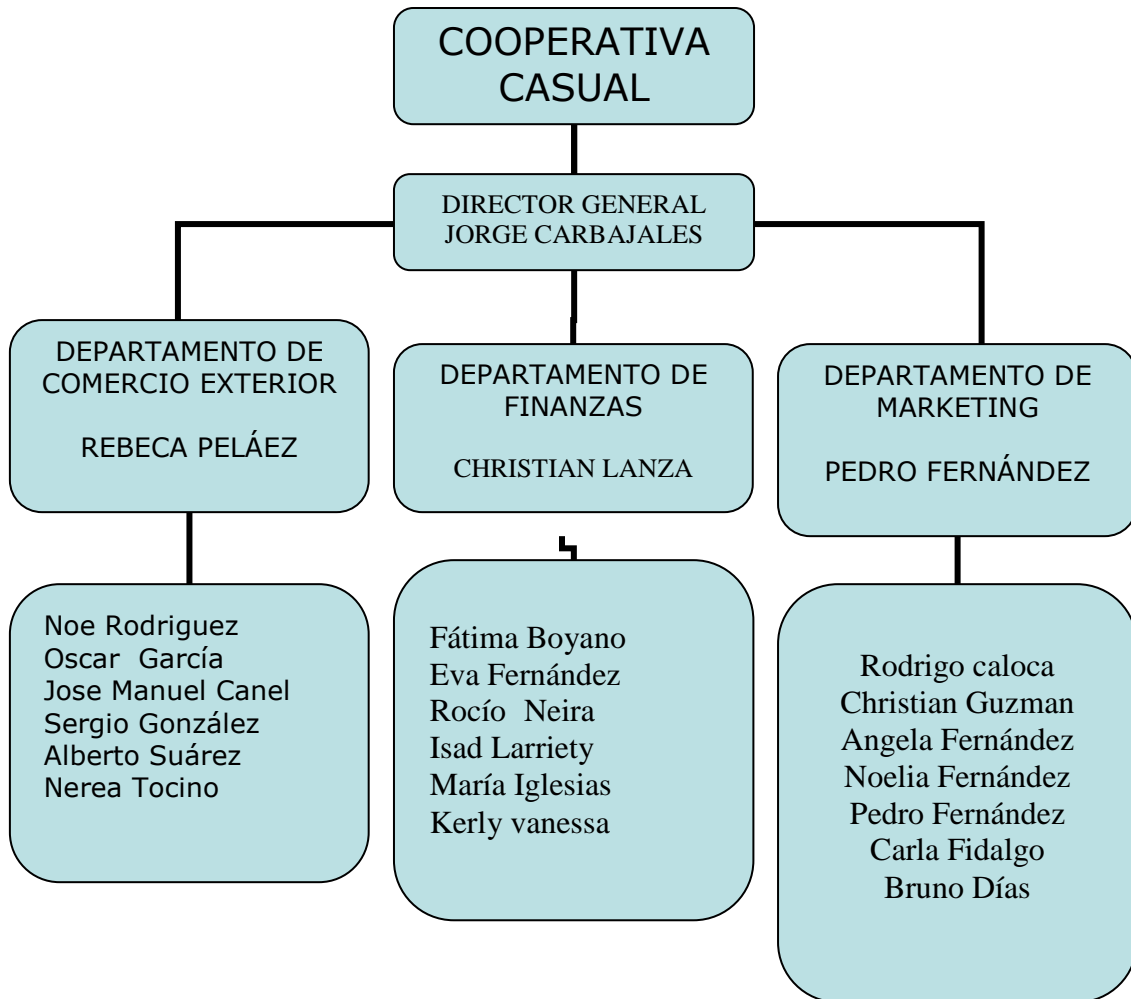 COOPERATIVA
CASUAL
DIRECTOR GENERAL
JORGE CARBAJALES
DEPARTAMENTO DE
COMERCIO EXTERIOR
REBECA PELÁEZ
DEPARTAMENTO DE
FINANZAS
CHRISTIAN LANZA
DEPARTAMENTO DE
MARKETING
PEDRO FERNÁNDEZ
Noe Rodriguez
Oscar  García
Jose Manuel Canel
Sergio González
Alberto Suárez
Nerea Tocino
Fátima Boyano
Eva Fernández
Rocío  Neira
Isad Larriety
María Iglesias
Kerly vanessa
Rodrigo caloca
Christian Guzman
Angela Fernández
Noelia Fernández
Pedro Fernández
Carla Fidalgo
Bruno Días